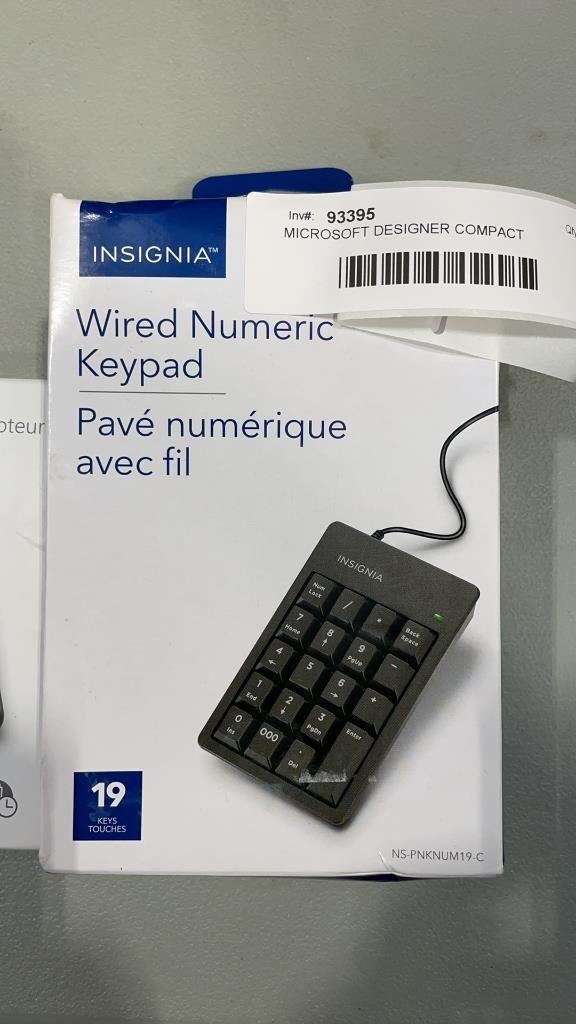 Inv#: 93395
MICROSOFT DESIGNER COMPACT
INSIGNIA™
Wired Numeric
Keypad
Pavé numérique
avec fil
pteur
INSIGNIA
Num Lock
/
*
Back Space
7 Home
8 ↑
9 PgUp
-
4 ←
5
6 →
+
1 End
2 ↓
3 PgDn
Enter
0 Ins
000
. Del
19
KEYS
TOUCHES
NS-PNKNUM19-C